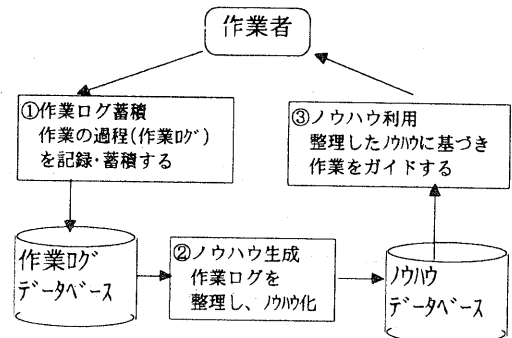 作業者
①作業ログ蓄積
作業の過程(作業ﾛｸﾞ)
を記録・蓄積する
③ノウハウ利用
整理したﾉｳﾊｳに基づき
作業をガイドする
作業ﾛｸﾞ
ﾃﾞｰﾀﾍﾞｰｽ
②ノウハウ生成
作業ログを
整理し、ﾉｳﾊｳ化
ﾉｳﾊｳ
ﾃﾞｰﾀﾍﾞｰｽ